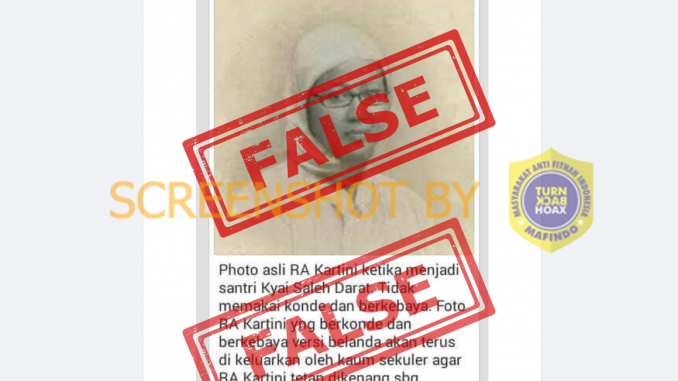 FALSE
SCREENSHOT BY
MASYARAKAT ANTI FITNAH INDONESIA
TURN
BACK
HOAX
MAFINDO
Photo asli RA Kartini ketika menjadi
santri Kyai Saleh Darat. Tidak
memakai konde dan berkebaya. Foto
RA Kartini yng berkonde dan
berkebaya versi belanda akan terus
di keluarkan oleh kaum sekuler agar
RA Kartini tetap dikenang sbg
FALSE